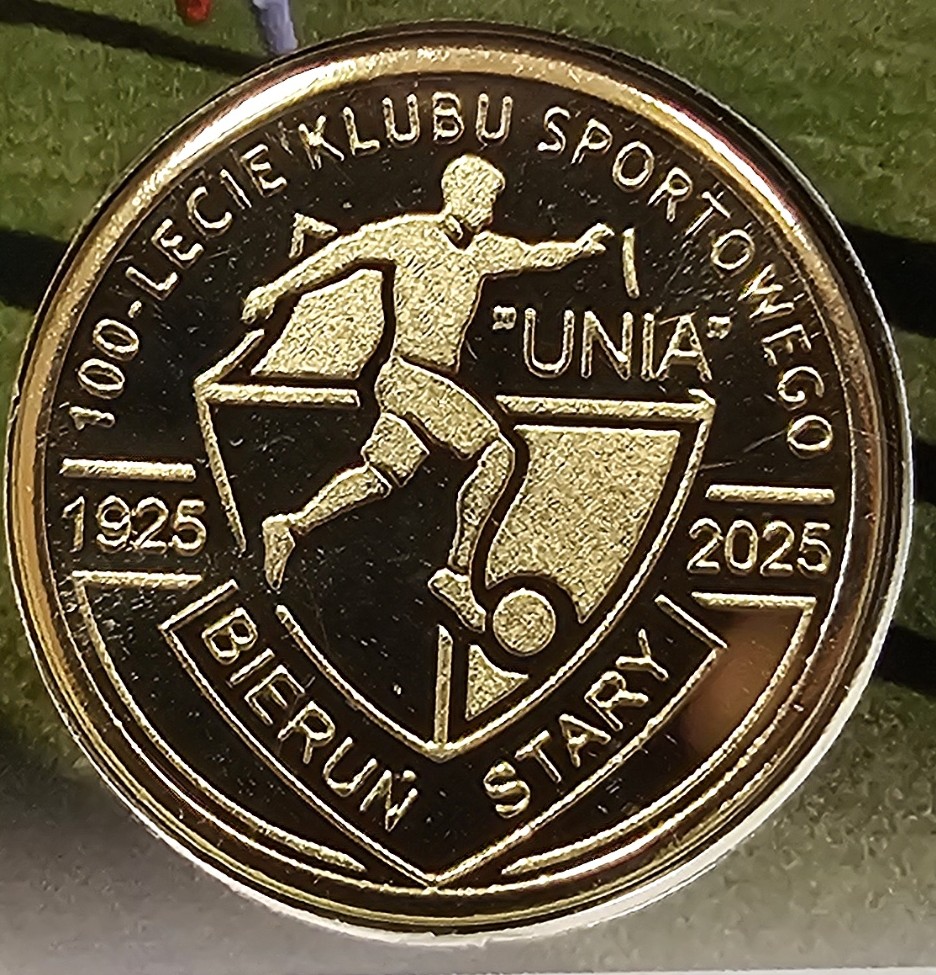 100-LECIE KLUBU SPORTOWEGO
"UNIA"
1925
2025
BIERUŃ STARY